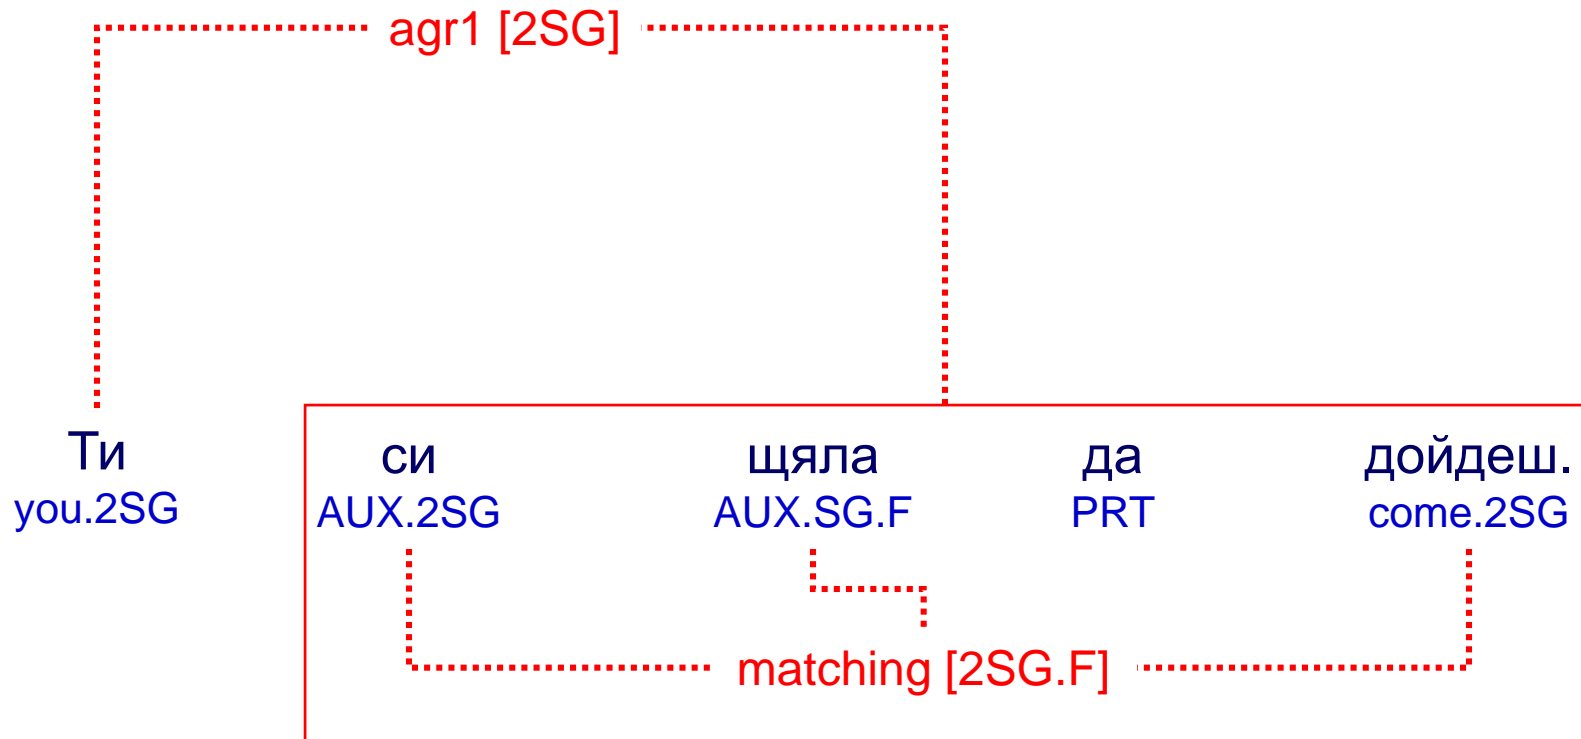 agr1 [2SG]
Ти си щяла да дойдеш.
you.2SG AUX.2SG AUX.SG.F PRT come.2SG
matching [2SG.F]